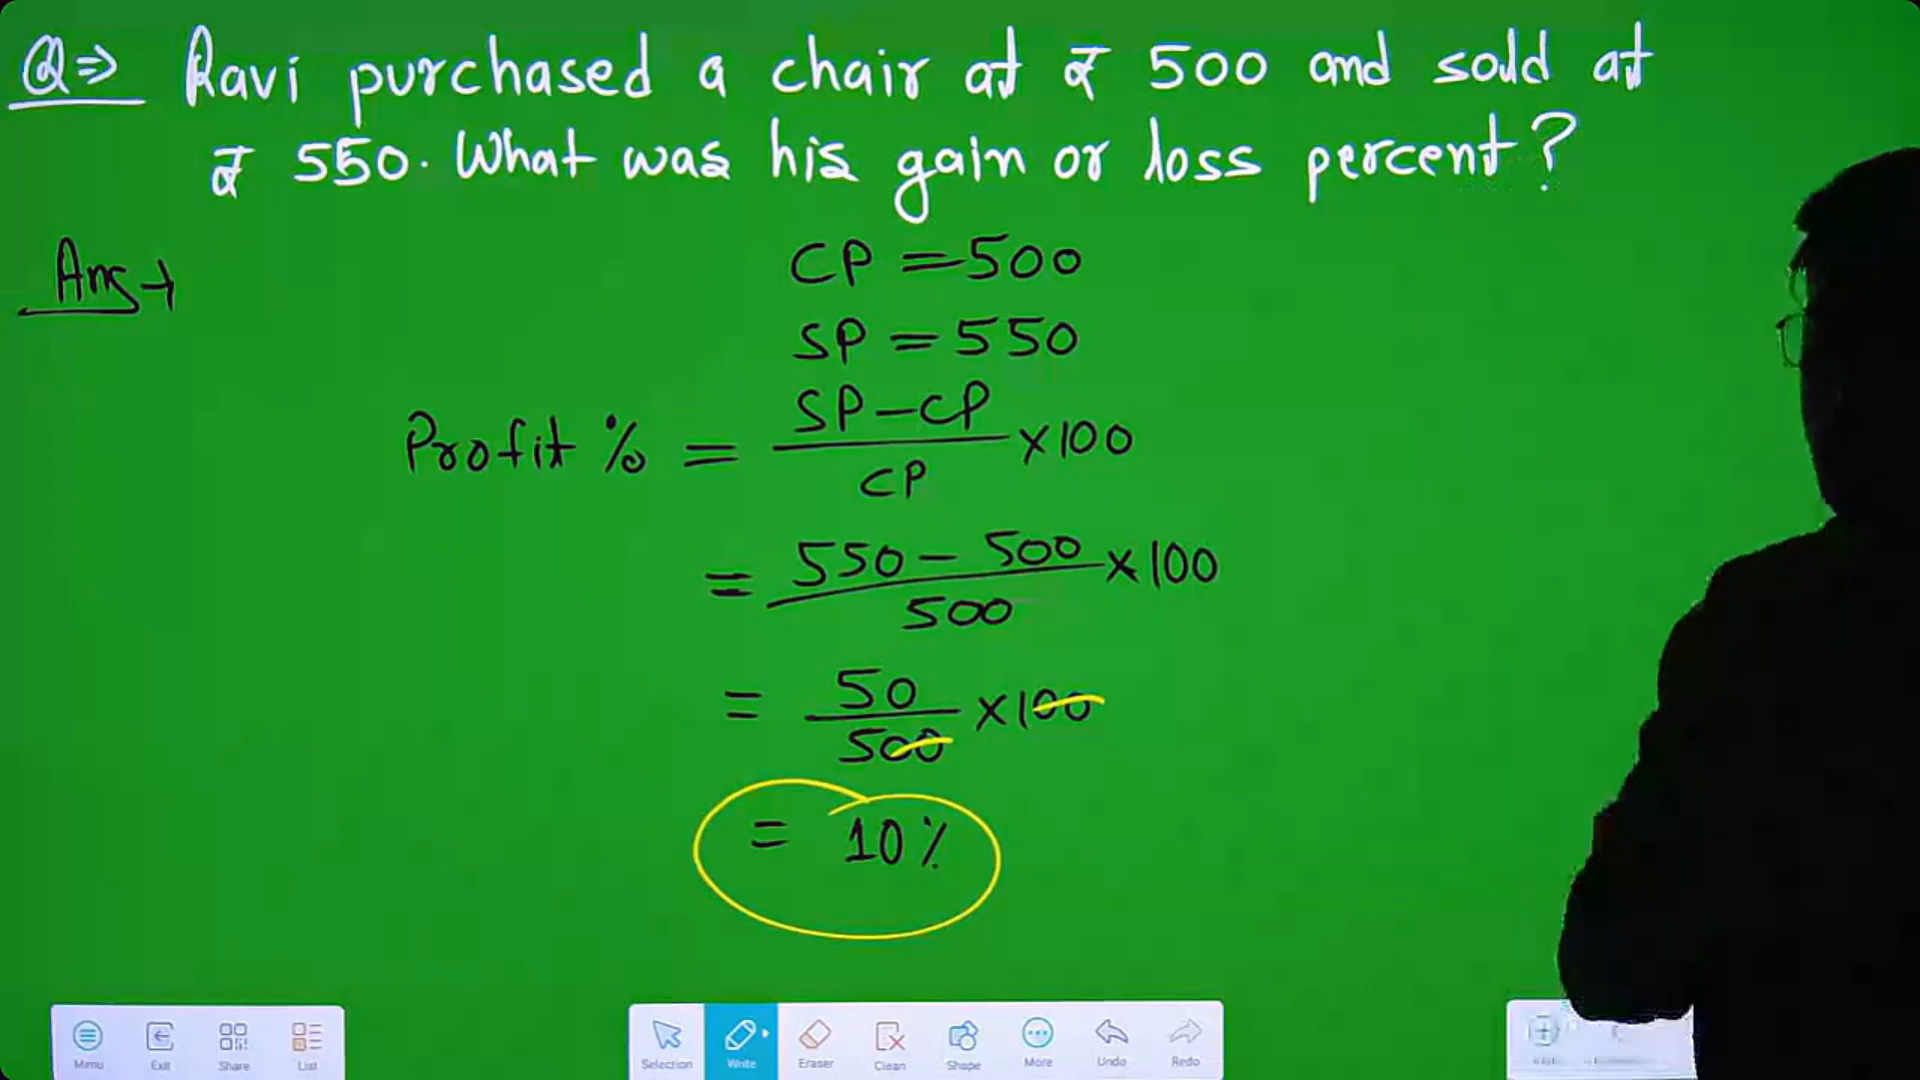 Q⇒ Ravi purchased a chair at ₹ 500 and sold at
₹ 550. What was his gain or loss percent?
Ans→
CP = 500
SP = 550
Profit % = SP-CP/CP ×100
= 550-500/500 ×100
= 50/500 ×100
= 10%
Menu Exit Share List Selection Write Eraser Clean Shape More Undo Redo